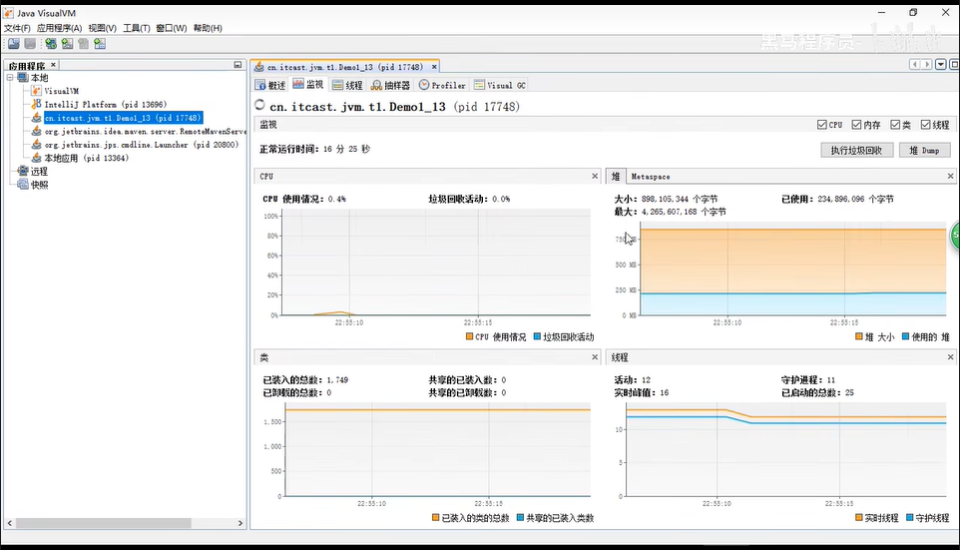 Java VisualVM
文件(F) 应用程序(A) 视图(V) 工具(T) 窗口(W) 帮助(H)
黑马程序员
应用程序 ×
本地
VisualVM
IntelliJ Platform (pid 13696)
cn.itcast.jvm.t1.Demo1_13 (pid 17748)
org.jetbrains.idea.maven.server.RemoteMavenServe
org.jetbrains.jps.cmdline.Launcher (pid 20800)
本地应用 (pid 13364)
远程
快照
cn.itcast.jvm.t1.Demo1_13 (pid 17748) ×
概述 监视 线程 抽样器 Profiler Visual GC
cn.itcast.jvm.t1.Demo1_13 (pid 17748)
监视
CPU 内存 类 线程
正常运行时间: 16 分 25 秒
执行垃圾回收 堆 Dump
CPU
CPU 使用情况: 0.4% 垃圾回收活动: 0.0%
100%
80%
60%
40%
20%
0%
22:55:10 22:55:15
CPU 使用情况 垃圾回收活动
堆 Metaspace
大小: 898,105,344 个字节 已使用: 234,896,096 个字节
最大: 4,265,607,168 个字节
500 MB
250 MB
0 MB
22:55:10 22:55:15
堆 大小 使用的 堆
类
已装入的总数: 1,749 共享的已装入数: 0
已卸载的总数: 0 共享的已卸载数: 0
1,500
1,000
500
0
22:55:10 22:55:15
已装入的类的总数 共享的已装入类数
线程
活动: 12 守护进程: 11
实时峰值: 16 已启动的总数: 25
10
5
0
22:55:10 22:55:15
实时线程 守护线程